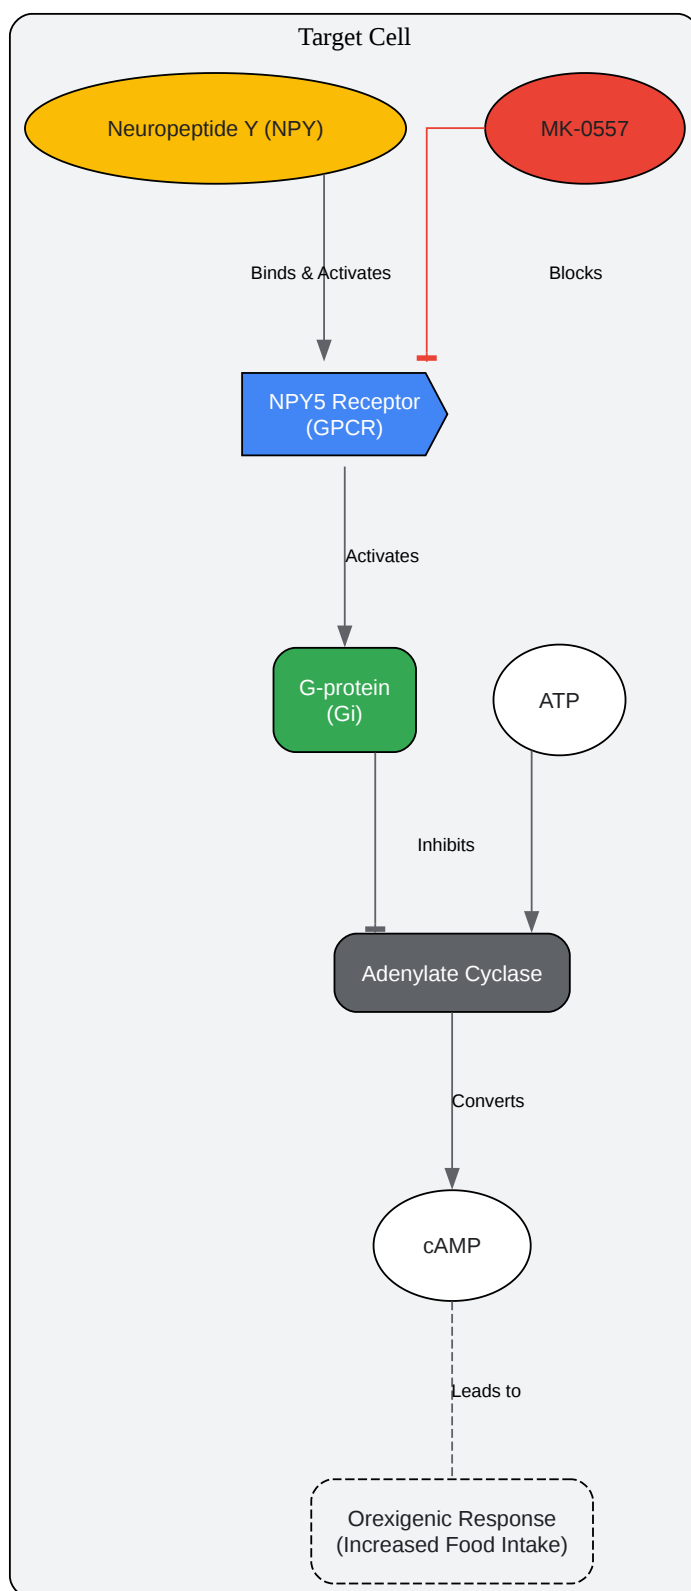 Target Cell
Neuropeptide Y (NPY)
MK-0557
Binds & Activates
Blocks
NPY5 Receptor
(GPCR)
Activates
G-protein
(Gi)
ATP
Inhibits
Adenylate Cyclase
Converts
cAMP
Leads to
Orexigenic Response
(Increased Food Intake)